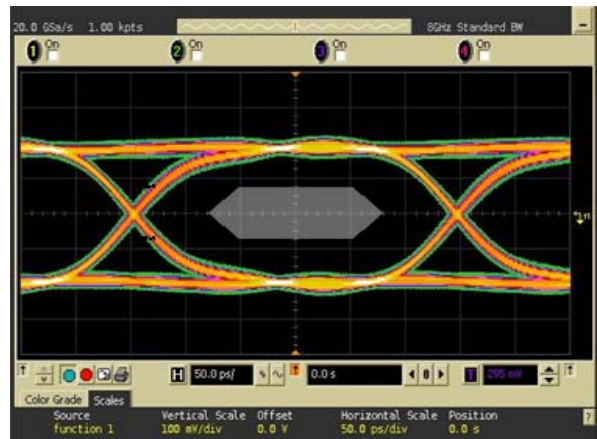 20.0 GSa/s 1.00 kpts 8GHz Standard BW
1 On 2 On 3 On 4 On
H 50.0 ps/ 0.0 s 0 T 295 mV
Color Grade Scales
Source Vertical Scale Offset Horizontal Scale Position
function 1 100 mV/div 0.0 V 50.0 ps/div 0.0 s
?